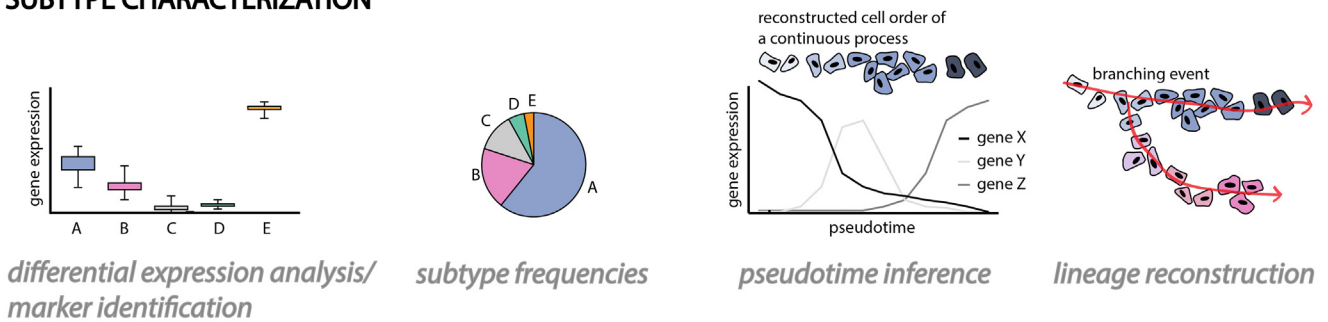 SUBTYPE CHARACTERIZATION
gene expression
A B C D E
differential expression analysis/
marker identification
A
B
C
D
E
subtype frequencies
reconstructed cell order of
a continuous process
gene expression
gene X
gene Y
gene Z
pseudotime
pseudotime inference
branching event
lineage reconstruction